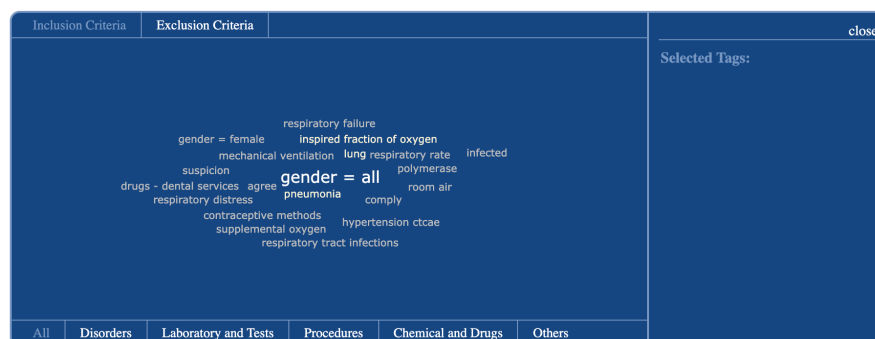 Inclusion Criteria Exclusion Criteria
close
Selected Tags:
respiratory failure
gender = female inspired fraction of oxygen
mechanical ventilation lung respiratory rate infected
suspicion gender = all polymerase
drugs - dental services agree pneumonia room air
respiratory distress comply
contraceptive methods hypertension ctcae
supplemental oxygen
respiratory tract infections
All Disorders Laboratory and Tests Procedures Chemical and Drugs Others